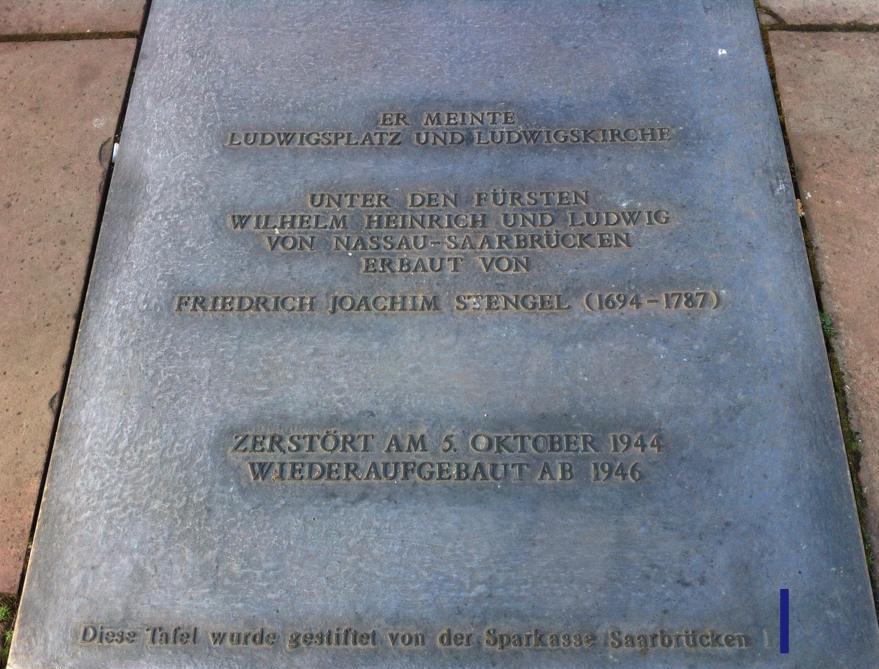 ER MEINTE
LUDWIGSPLATZ UND LUDWIGSKIRCHE
UNTER DEN FÜRSTEN
WILHELM HEINRICH UND LUDWIG
VON NASSAU-SAARBRÜCKEN
ERBAUT VON
FRIEDRICH JOACHIM STENGEL (1694-1787)
ZERSTÖRT AM 5. OKTOBER 1944
WIEDERAUFGEBAUT AB 1946
Diese Tafel wurde gestiftet von der Sparkasse Saarbrücken